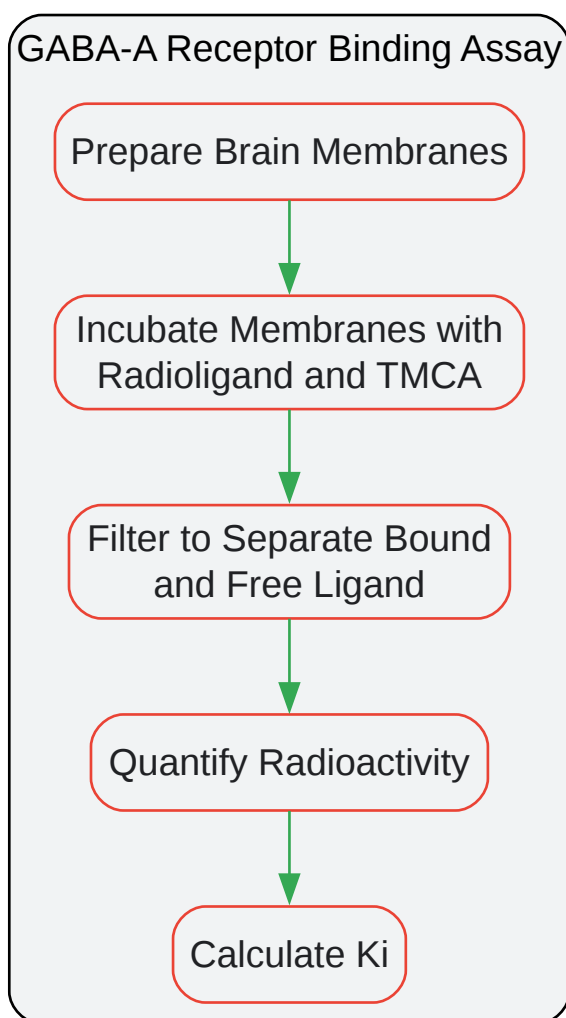 GABA-A Receptor Binding Assay
Prepare Brain Membranes
Incubate Membranes with
Radioligand and TMCA
Filter to Separate Bound
and Free Ligand
Quantify Radioactivity
Calculate Ki